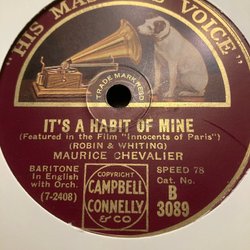 "HIS MASTER'S VOICE"
TRADE MARK
IT'S A HABIT OF MINE
(Featured in the Film "Innocents of Paris")
(ROBIN & WHITING)
MAURICE CHEVALIER
BARITONE
in English
with Orch.
(7-2408)
COPYRIGHT
CAMPBELL
CONNELLY
& CO
SPEED 78
Cat. No.
B
3089